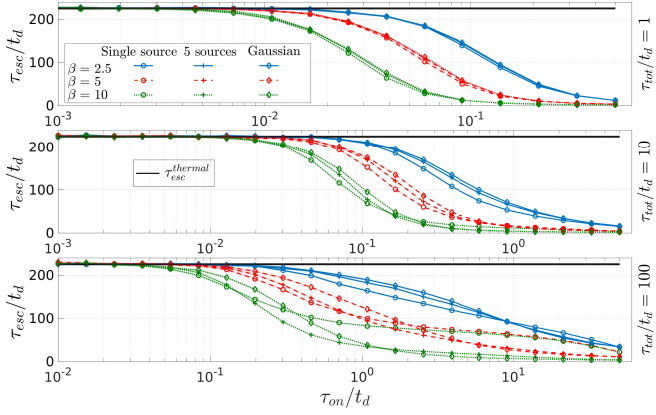 200
100
0
τ_esc/t_d
Single source 5 sources Gaussian
β = 2.5
β = 5
β = 10
10^-3 10^-2 10^-1
τ_tot/t_d = 1
200
100
0
τ_esc/t_d
τ_esc^thermal
10^-3 10^-2 10^-1 10^0
τ_tot/t_d = 10
200
100
0
τ_esc/t_d
10^-2 10^-1 10^0 10^1
τ_tot/t_d = 100
τ_on/t_d